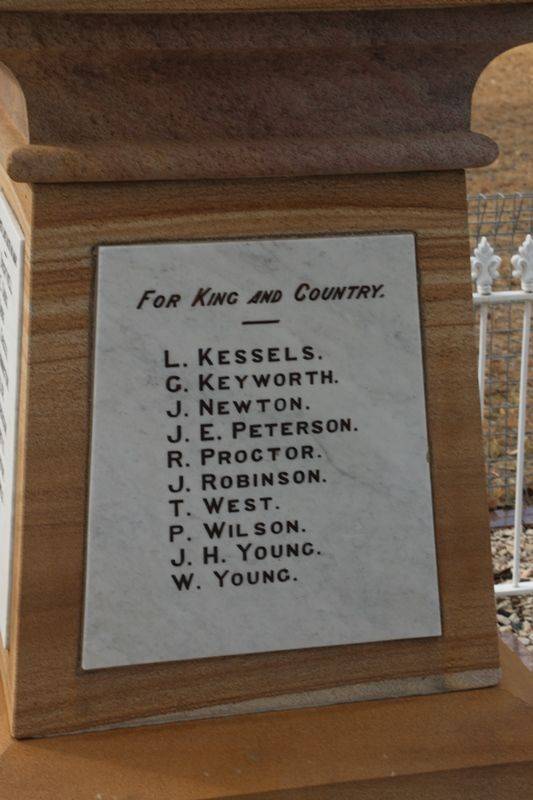 For King and Country.
L. Kessels.
G. Keyworth.
J. Newton.
J. E. Peterson.
R. Proctor.
J. Robinson.
T. West.
P. Wilson.
J. H. Young.
W. Young.